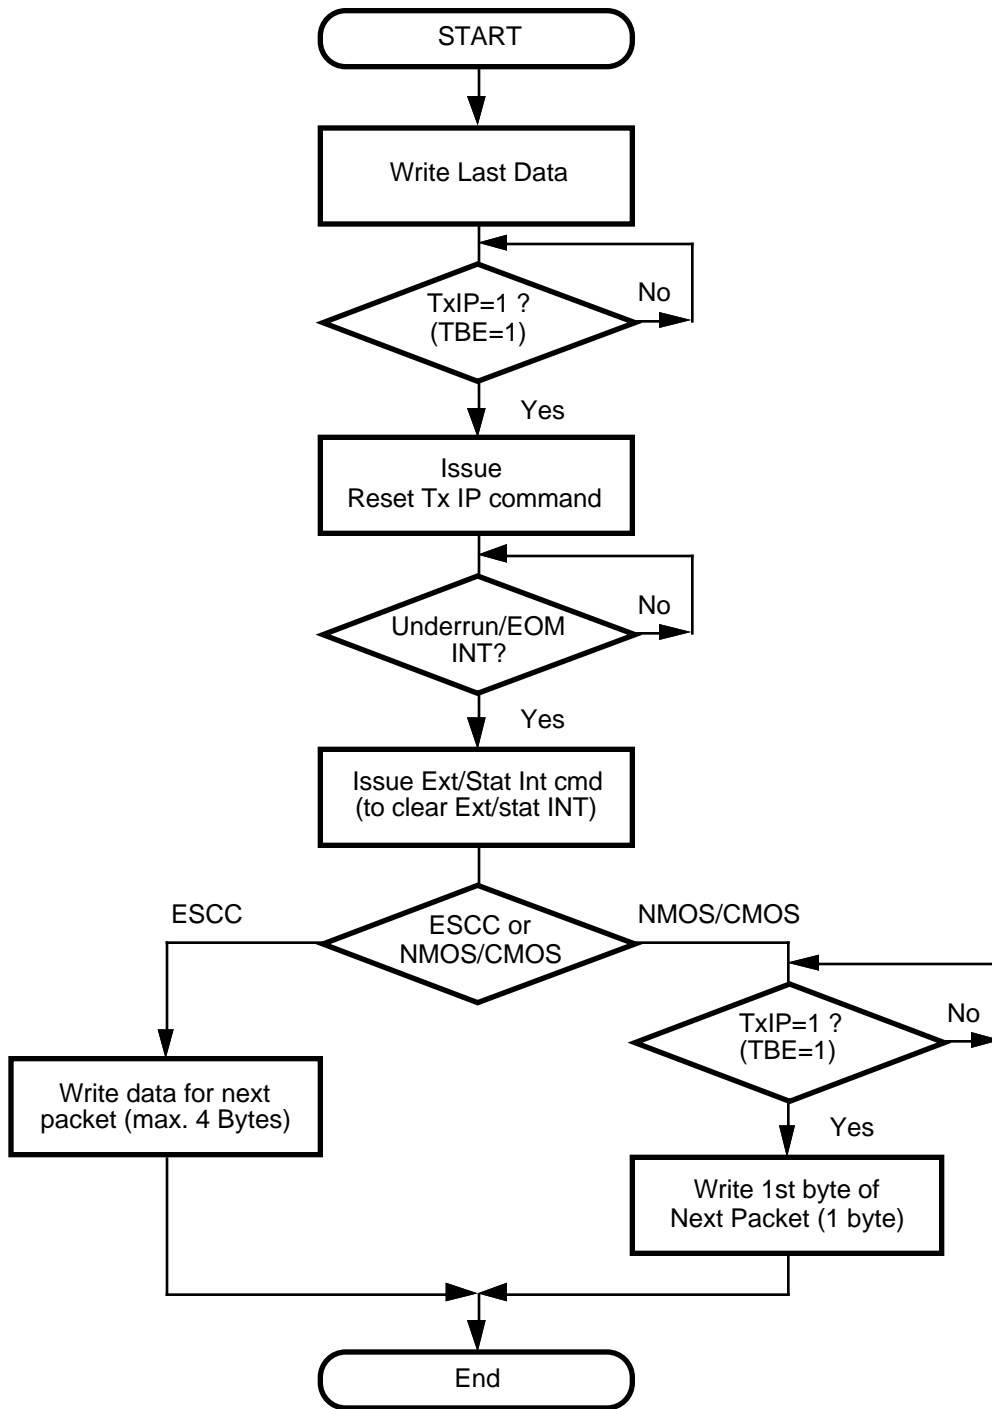 START
Write Last Data
TxIP=1 ?
(TBE=1)
No
Yes
Issue
Reset Tx IP command
Underrun/EOM
INT?
No
Yes
Issue Ext/Stat Int cmd
(to clear Ext/stat INT)
ESCC
ESCC or
NMOS/CMOS
NMOS/CMOS
TxIP=1 ?
(TBE=1)
No
Write data for next
packet (max. 4 Bytes)
Yes
Write 1st byte of
Next Packet (1 byte)
End